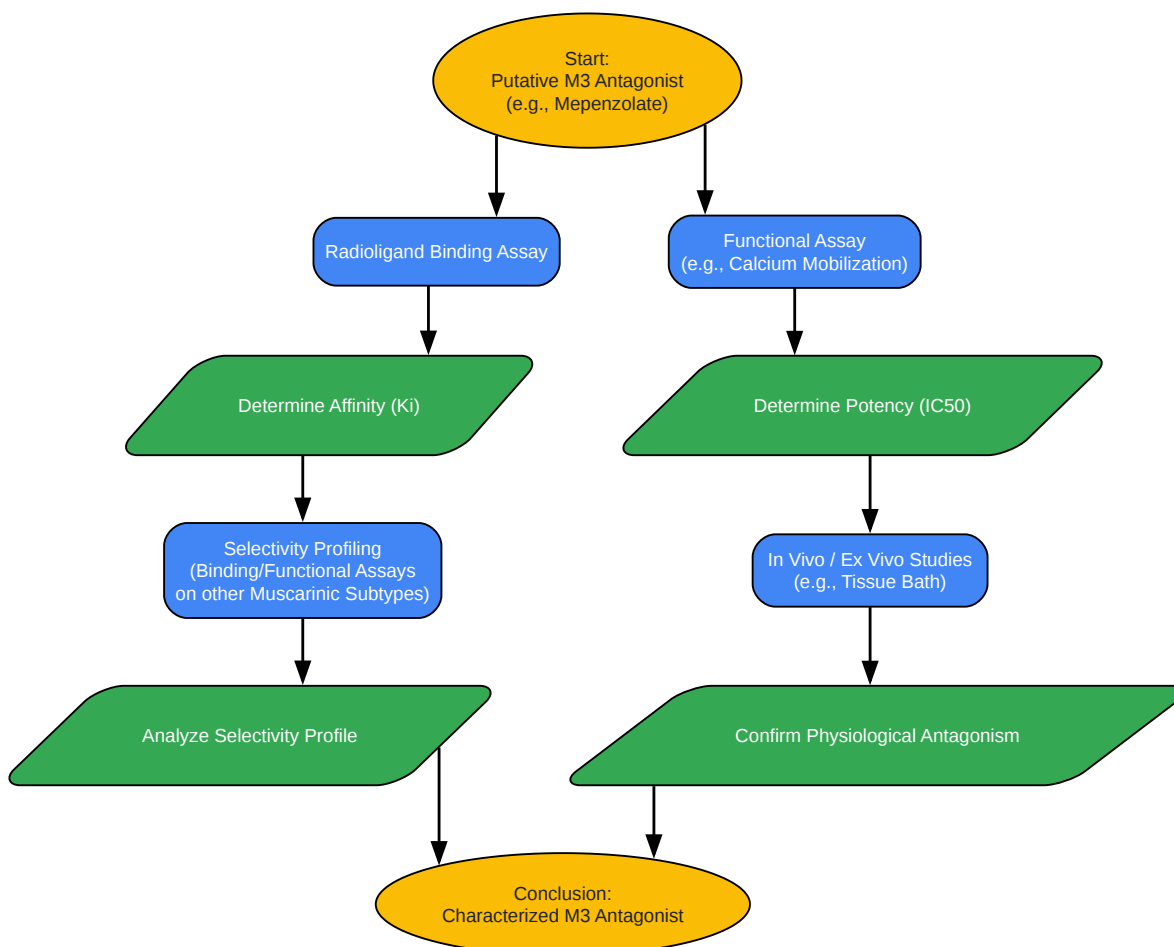 Start:
Putative M3 Antagonist
(e.g., Mepenzolate)
Radioligand Binding Assay
Functional Assay
(e.g., Calcium Mobilization)
Determine Affinity (Ki)
Determine Potency (IC50)
Selectivity Profiling
(Binding/Functional Assays
on other Muscarinic Subtypes)
In Vivo / Ex Vivo Studies
(e.g., Tissue Bath)
Analyze Selectivity Profile
Confirm Physiological Antagonism
Conclusion:
Characterized M3 Antagonist